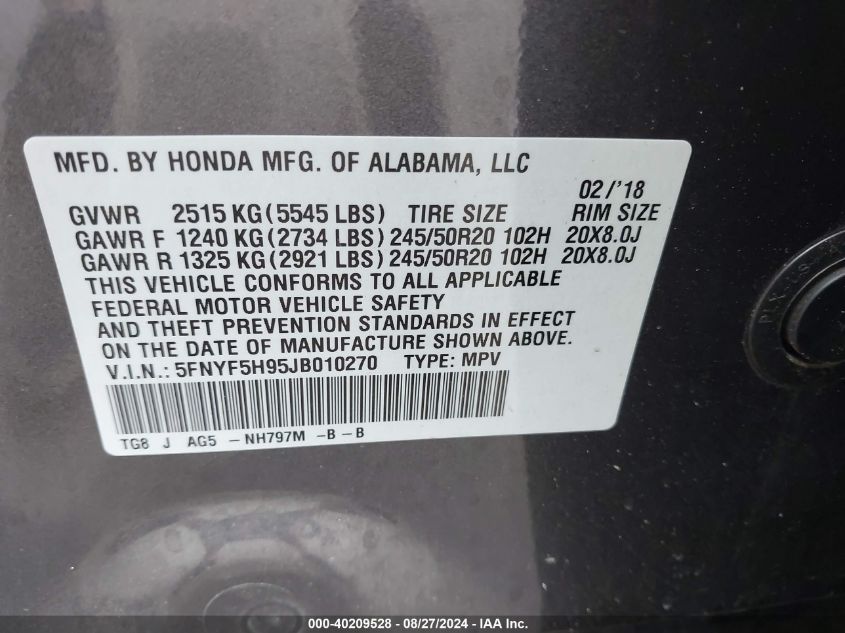 MFD. BY HONDA MFG. OF ALABAMA, LLC
02/'18
GVWR 2515 KG(5545 LBS) TIRE SIZE RIM SIZE
GAWR F 1240 KG(2734 LBS) 245/50R20 102H 20X8.0J
GAWR R 1325 KG(2921 LBS) 245/50R20 102H 20X8.0J
THIS VEHICLE CONFORMS TO ALL APPLICABLE
FEDERAL MOTOR VEHICLE SAFETY
AND THEFT PREVENTION STANDARDS IN EFFECT
ON THE DATE OF MANUFACTURE SHOWN ABOVE.
V.I.N.: 5FNYF5H95JB010270 TYPE: MPV
TG8 J AG5 - NH797M -B - B
000-40209528 - 08/27/2024 - IAA Inc.